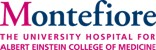 Montefiore
THE UNIVERSITY HOSPITAL FOR
ALBERT EINSTEIN COLLEGE OF MEDICINE